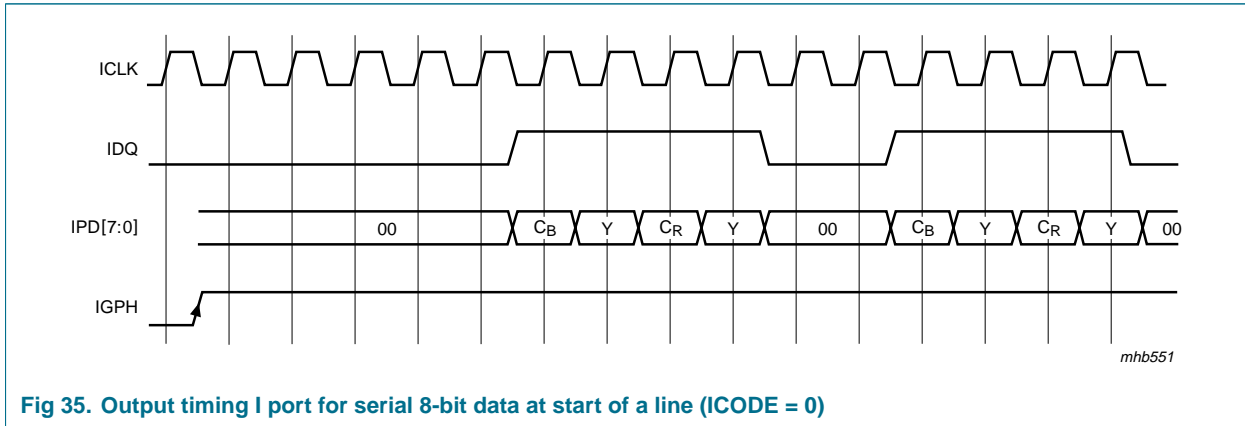 ICLK
IDQ
IPD[7:0] 00 CB Y CR Y 00 CB Y CR Y 00
IGPH
mhb551
Fig 35. Output timing I port for serial 8-bit data at start of a line (ICODE = 0)